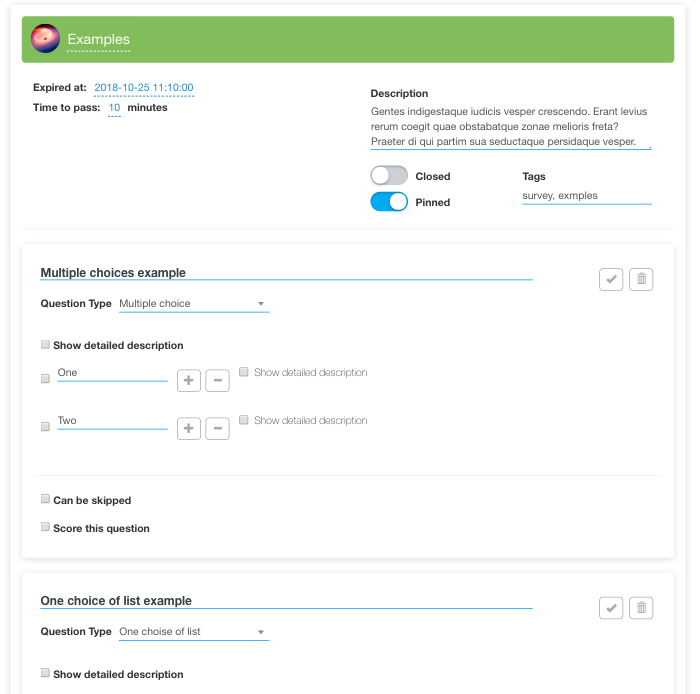 Examples
Expired at: 2018-10-25 11:10:00
Time to pass: 10 minutes
Description
Gentes indigestaque iudicis vesper crescendo. Erant levius
rerum coegit quae obstabatque zonae melioris freta?
Praeter di qui partim sua seductaque persidaque vesper.
Closed
Pinned
Tags
survey, exmples
Multiple choices example
Question Type Multiple choice
Show detailed description
One + − Show detailed description
Two + − Show detailed description
Can be skipped
Score this question
One choice of list example
Question Type One choise of list
Show detailed description